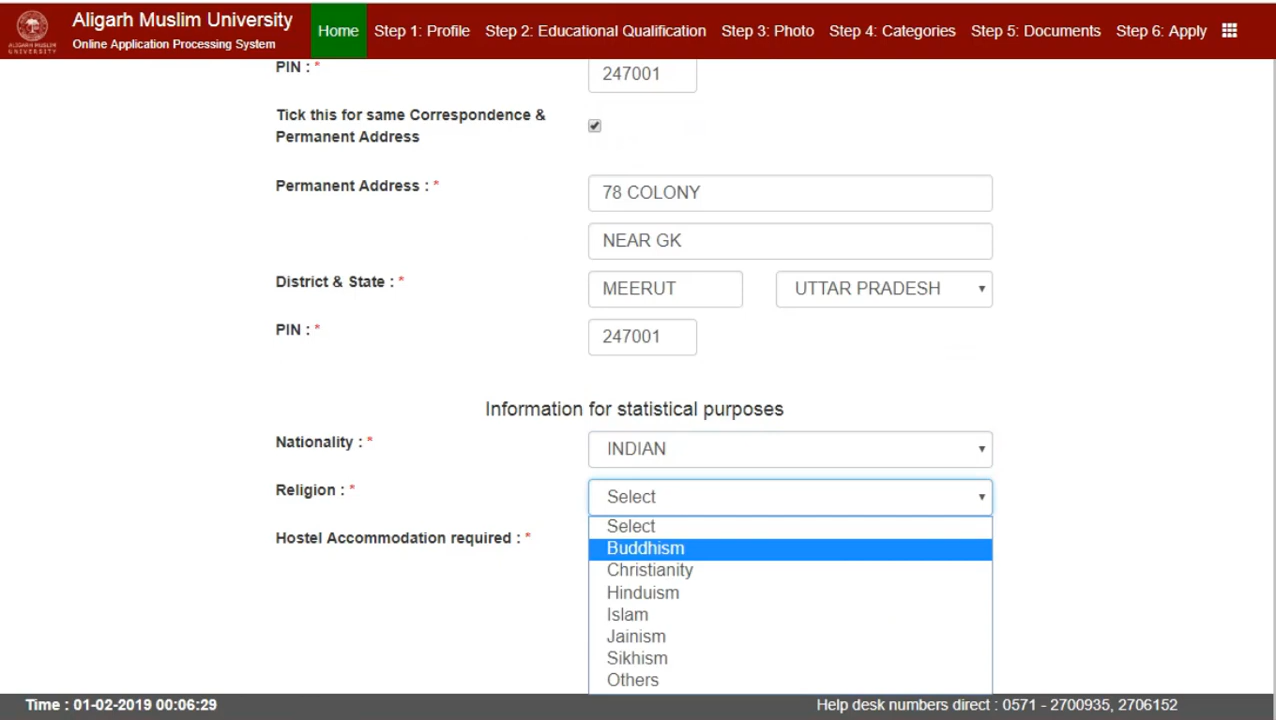 Aligarh Muslim University
Online Application Processing System
Home Step 1: Profile Step 2: Educational Qualification Step 3: Photo Step 4: Categories Step 5: Documents Step 6: Apply
ALIGARH MUSLIM
UNIVERSITY
PIN : * 247001
Tick this for same Correspondence &
Permanent Address
Permanent Address : * 78 COLONY
NEAR GK
District & State : * MEERUT UTTAR PRADESH
PIN : * 247001
Information for statistical purposes
Nationality : * INDIAN
Religion : * Select
Select
Hostel Accommodation required : *
Buddhism
Christianity
Hinduism
Islam
Jainism
Sikhism
Others
Time : 01-02-2019 00:06:29 Help desk numbers direct : 0571 - 2700935, 2706152